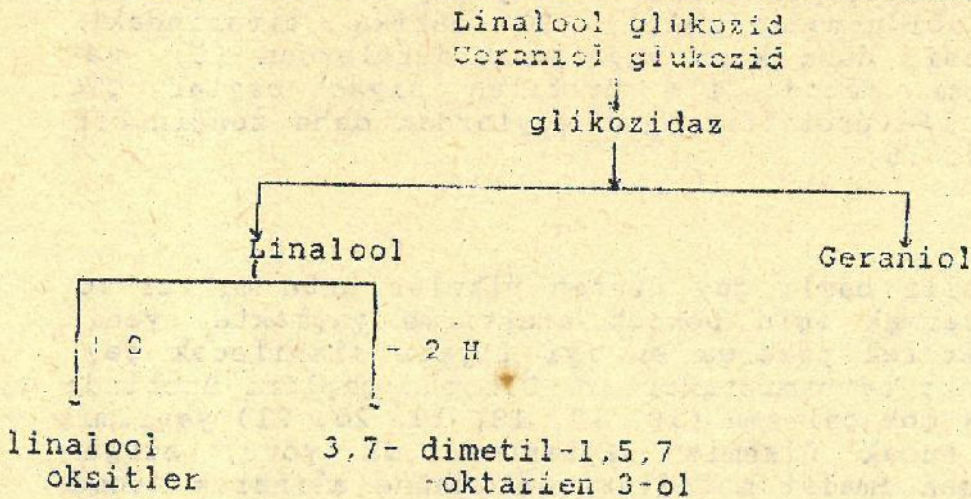 Linalool glukozid
Geraniol glukozid
glikozidaz
Linalool
Geraniol
- 2 H
linalool
oksitler
3,7- dimetil-1,5,7
-oktarien 3-ol